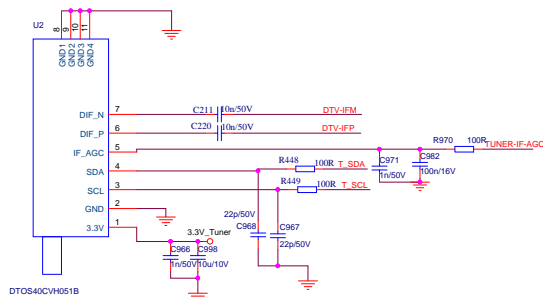 U2
8
9
10
11
GND1
GND2
GND3
GND4
DIF_N
7
C211
10n/50V
DTV-IFM
DIF_P
6
C220
10n/50V
DTV-IFP
IF_AGC
5
R970
100R
TUNER-IF-AGC
SDA
4
R448
100R
T_SDA
C971
1n/50V
C982
100n/16V
SCL
3
R449
100R
T_SCL
GND
2
22p/50V
C968
C967
22p/50V
3.3V
1
3.3V_Tuner
C966
1n/50V
C998
10u/10V
DTOS40CVH051B